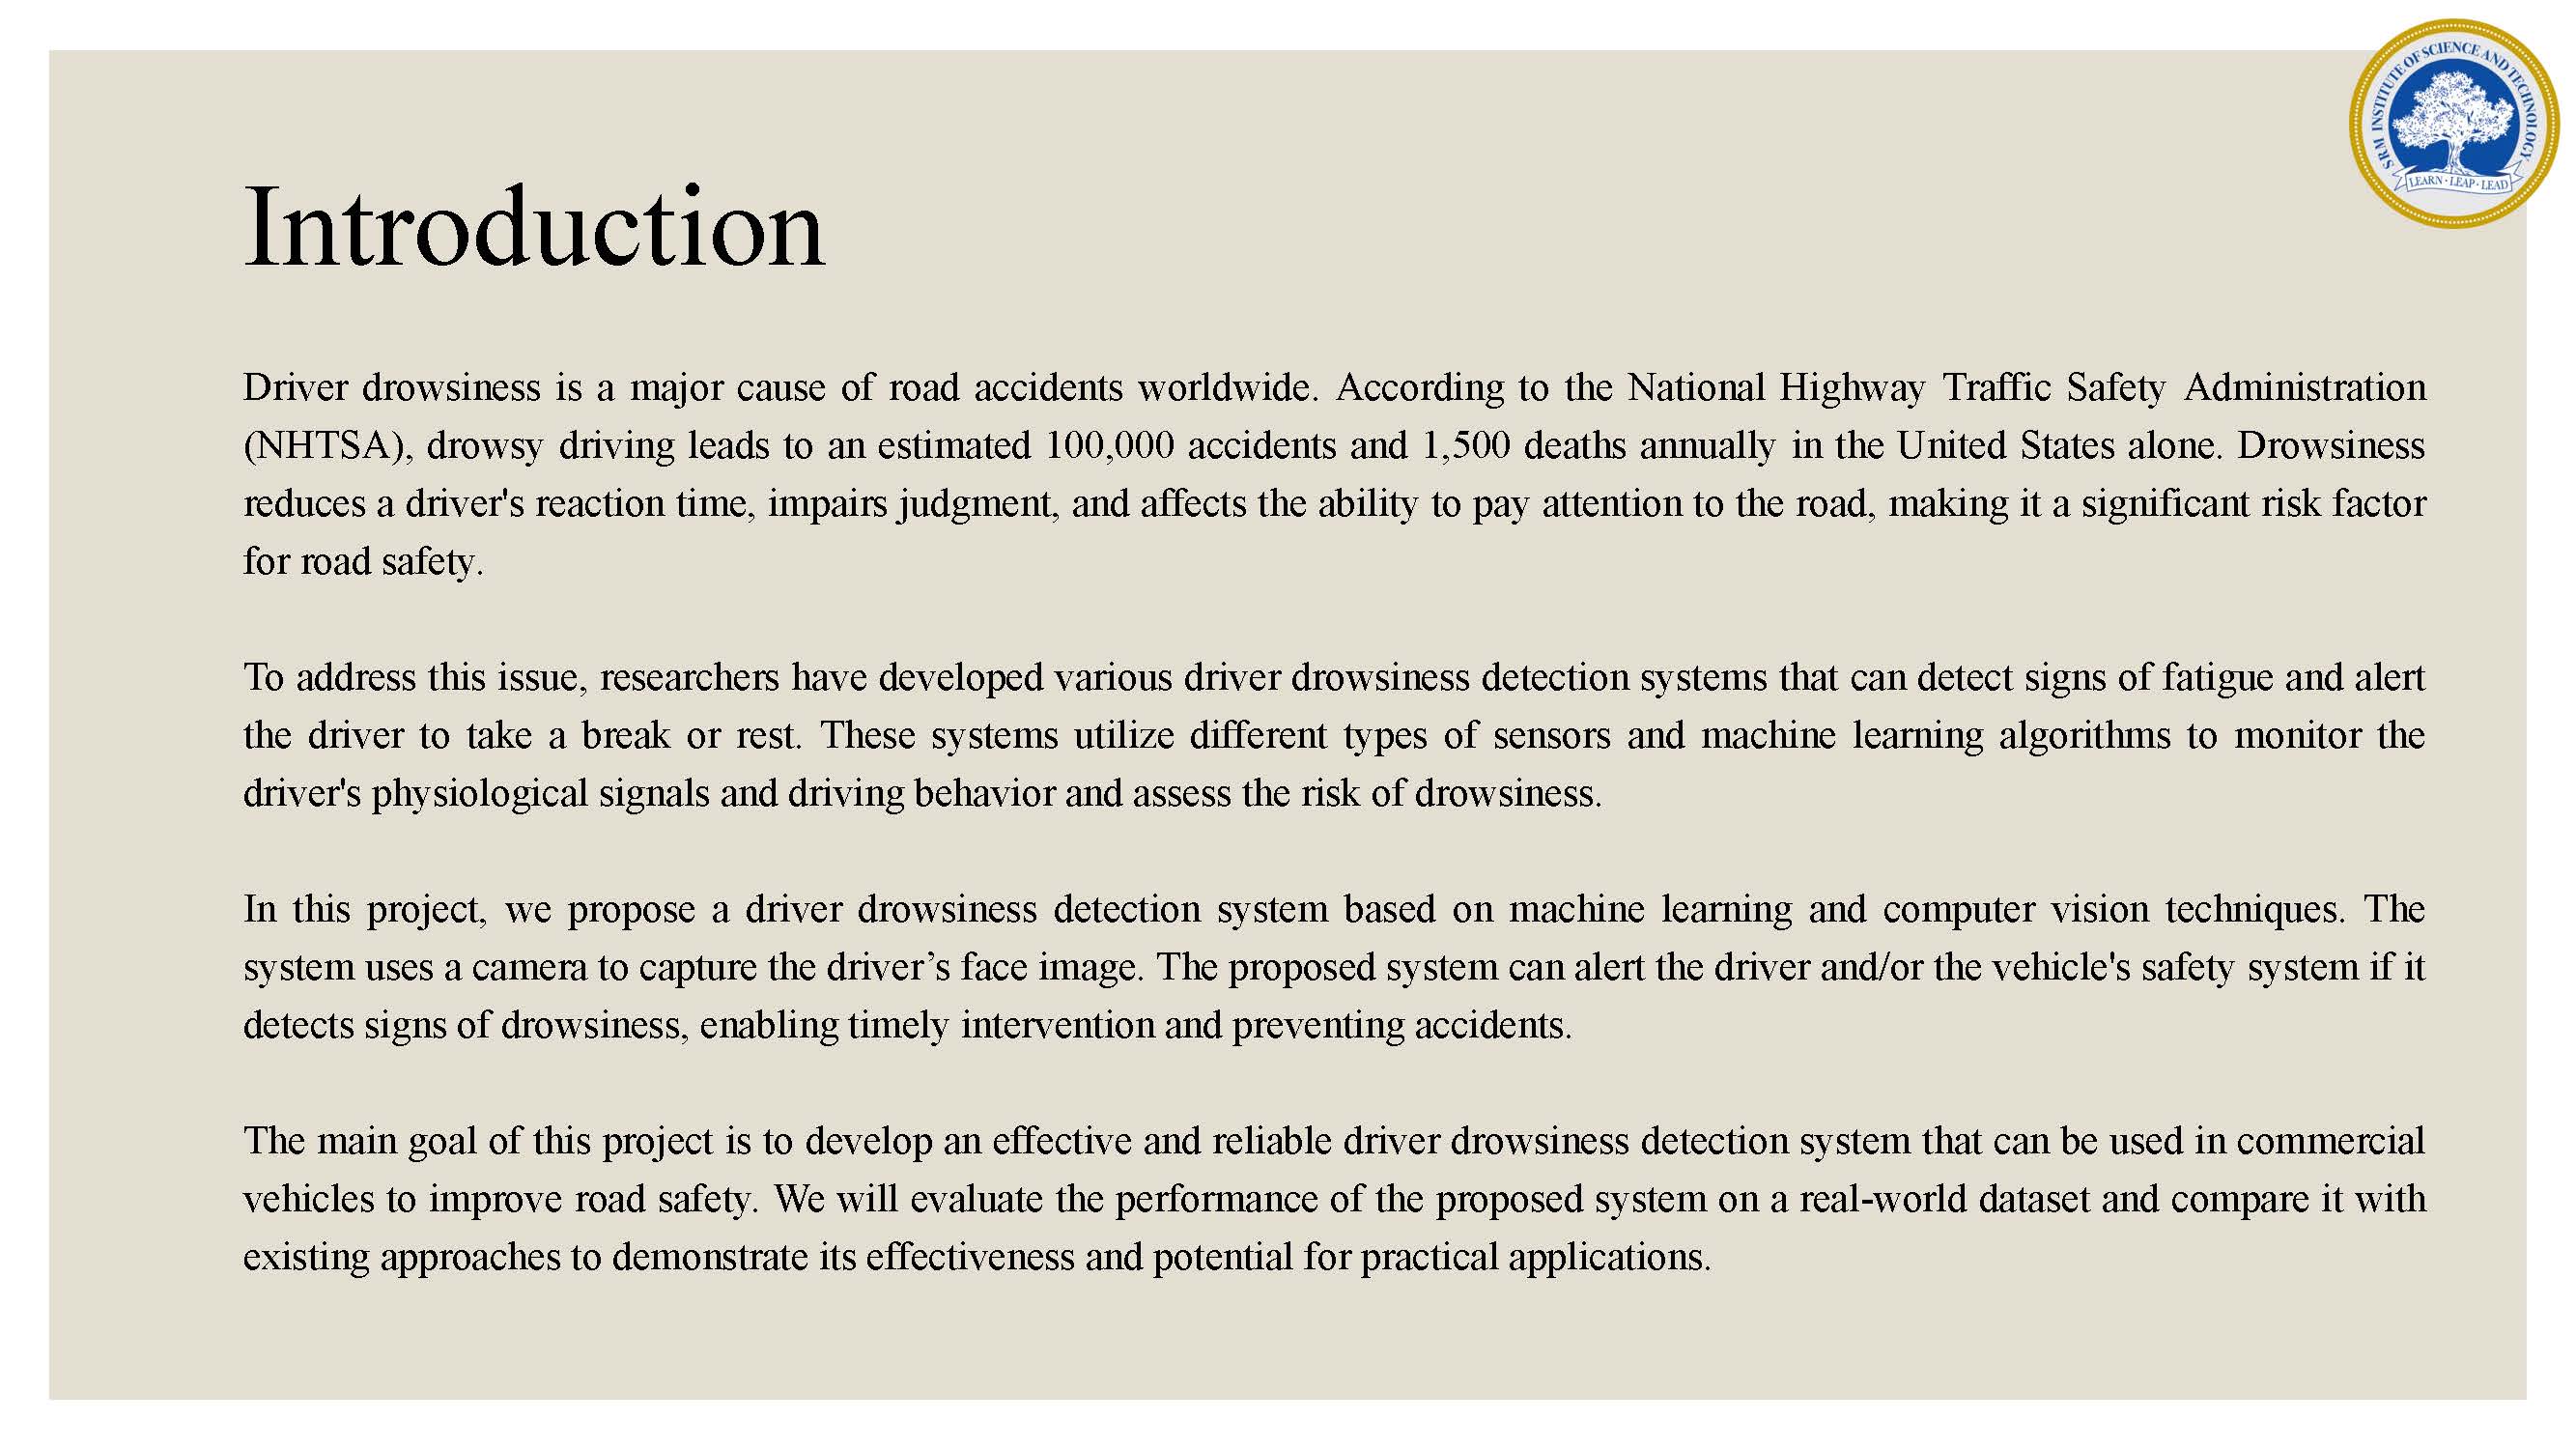 SRM INSTITUTE OF SCIENCE AND TECHNOLOGY
LEARN · LEAP · LEAD
Introduction
Driver drowsiness is a major cause of road accidents worldwide. According to the National Highway Traffic Safety Administration
(NHTSA), drowsy driving leads to an estimated 100,000 accidents and 1,500 deaths annually in the United States alone. Drowsiness
reduces a driver's reaction time, impairs judgment, and affects the ability to pay attention to the road, making it a significant risk factor
for road safety.
To address this issue, researchers have developed various driver drowsiness detection systems that can detect signs of fatigue and alert
the driver to take a break or rest. These systems utilize different types of sensors and machine learning algorithms to monitor the
driver's physiological signals and driving behavior and assess the risk of drowsiness.
In this project, we propose a driver drowsiness detection system based on machine learning and computer vision techniques. The
system uses a camera to capture the driver’s face image. The proposed system can alert the driver and/or the vehicle's safety system if it
detects signs of drowsiness, enabling timely intervention and preventing accidents.
The main goal of this project is to develop an effective and reliable driver drowsiness detection system that can be used in commercial
vehicles to improve road safety. We will evaluate the performance of the proposed system on a real-world dataset and compare it with
existing approaches to demonstrate its effectiveness and potential for practical applications.